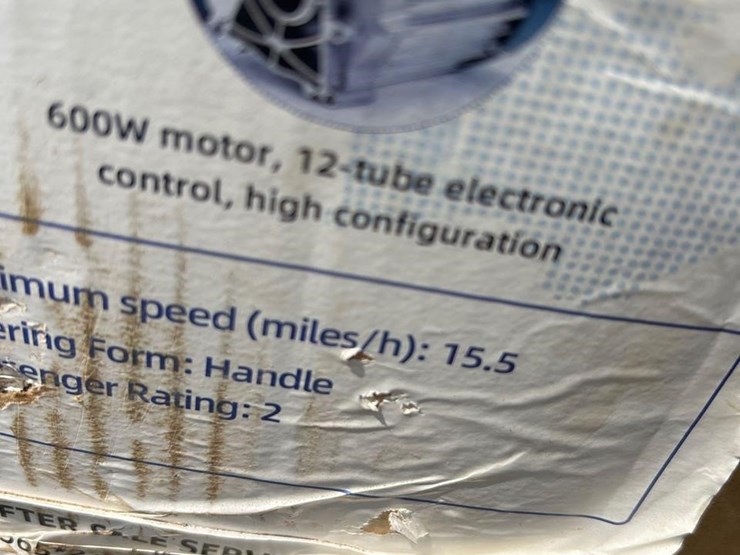 600W motor, 12-tube electronic
control, high configuration
imum speed (miles/h): 15.5
ering Form: Handle
enger Rating: 2
FTER